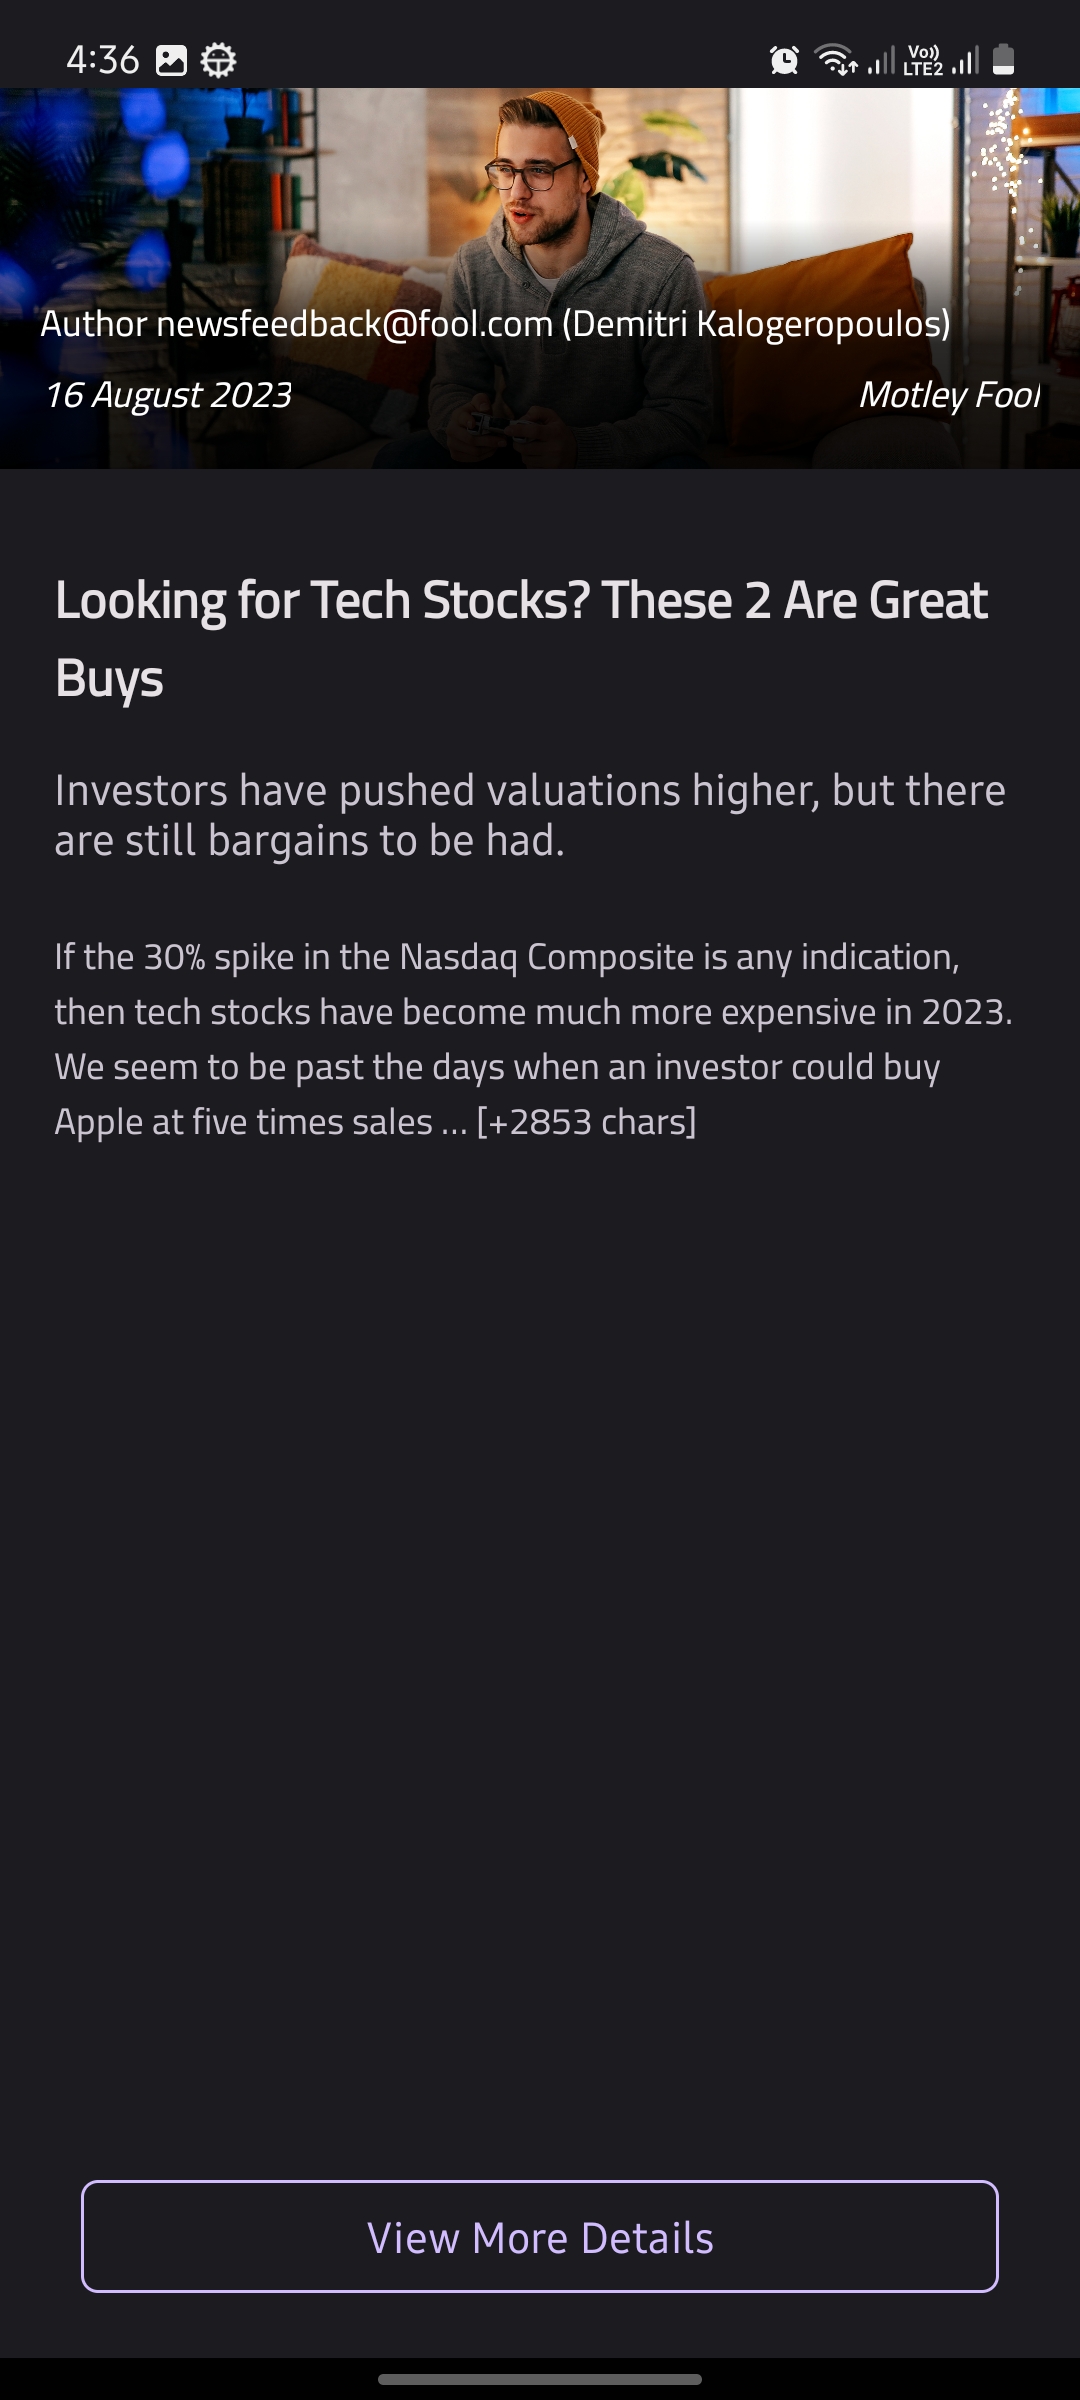 4:36
Vo))
LTE2
Author newsfeedback@fool.com (Demitri Kalogeropoulos)
16 August 2023
Motley Fool
Looking for Tech Stocks? These 2 Are Great
Buys
Investors have pushed valuations higher, but there
are still bargains to be had.
If the 30% spike in the Nasdaq Composite is any indication,
then tech stocks have become much more expensive in 2023.
We seem to be past the days when an investor could buy
Apple at five times sales … [+2853 chars]
View More Details